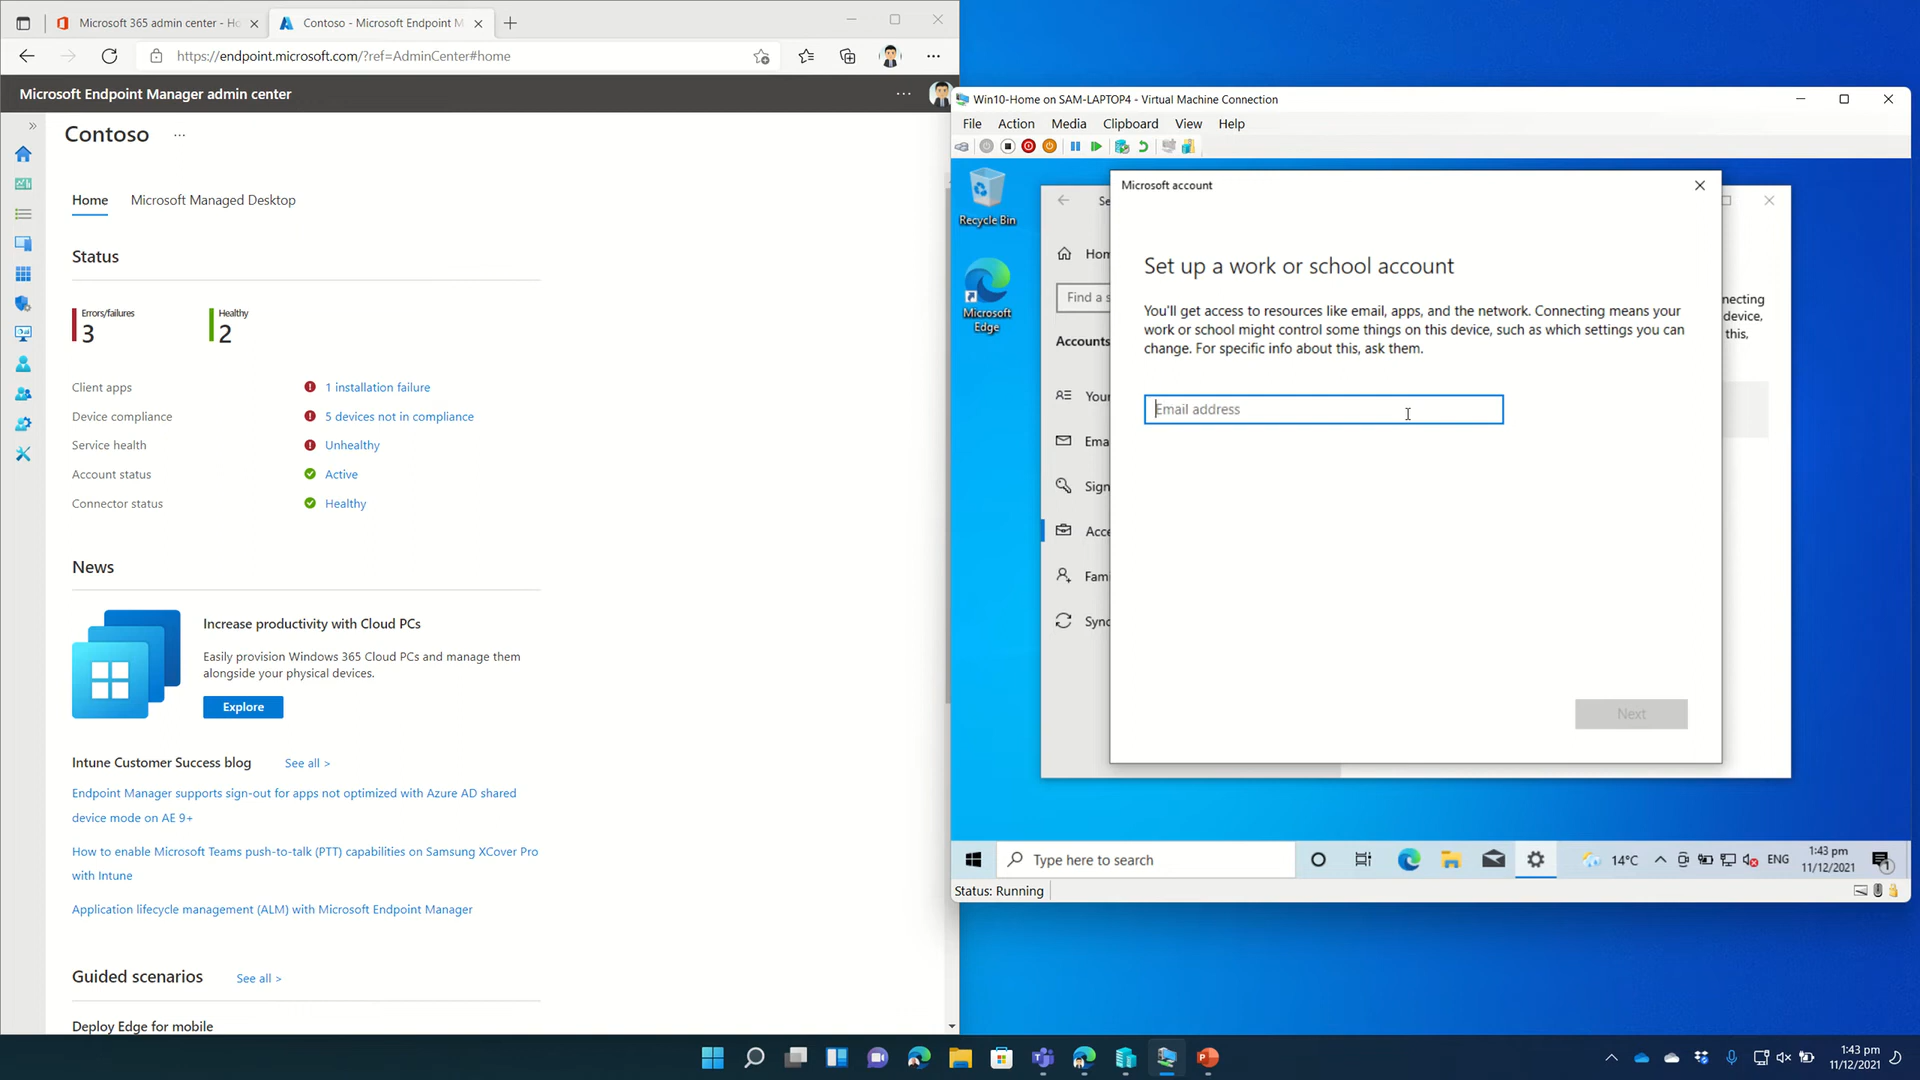 Microsoft 365 admin center - Ho
Contoso - Microsoft Endpoint M
https://endpoint.microsoft.com/?ref=AdminCenter#home
Microsoft Endpoint Manager admin center
Contoso
Home
Microsoft Managed Desktop
Status
Errors/failures
3
Healthy
2
Client apps
1 installation failure
Device compliance
5 devices not in compliance
Service health
Unhealthy
Account status
Active
Connector status
Healthy
News
Increase productivity with Cloud PCs
Easily provision Windows 365 Cloud PCs and manage them
alongside your physical devices.
Explore
Intune Customer Success blog
See all >
Endpoint Manager supports sign-out for apps not optimized with Azure AD shared
device mode on AE 9+
How to enable Microsoft Teams push-to-talk (PTT) capabilities on Samsung XCover Pro
with Intune
Application lifecycle management (ALM) with Microsoft Endpoint Manager
Guided scenarios
See all >
Deploy Edge for mobile
Win10-Home on SAM-LAPTOP4 - Virtual Machine Connection
File Action Media Clipboard View Help
Recycle Bin
Microsoft
Edge
Se
Hom
Find a s
Accounts
Your
Ema
Sign
Acce
Fami
Sync
necting
device,
this,
Microsoft account
Set up a work or school account
You'll get access to resources like email, apps, and the network. Connecting means your
work or school might control some things on this device, such as which settings you can
change. For specific info about this, ask them.
Email address
Next
Type here to search
14°C
ENG
1:43 pm
11/12/2021
1
Status: Running
1:43 pm
11/12/2021